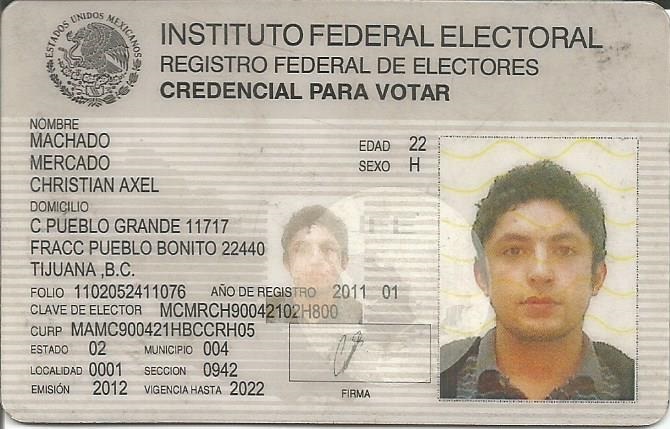 ESTADOS UNIDOS MEXICANOS
INSTITUTO FEDERAL ELECTORAL
REGISTRO FEDERAL DE ELECTORES
CREDENCIAL PARA VOTAR
NOMBRE
MACHADO
MERCADO
CHRISTIAN AXEL
EDAD 22
SEXO H
DOMICILIO
C PUEBLO GRANDE 11717
FRACC PUEBLO BONITO 22440
TIJUANA ,B.C.
FOLIO 1102052411076 AÑO DE REGISTRO 2011 01
CLAVE DE ELECTOR MCMRCH90042102H800
CURP MAMC900421HBCCRH05
ESTADO 02 MUNICIPIO 004
LOCALIDAD 0001 SECCION 0942
EMISIÓN 2012 VIGENCIA HASTA 2022
FIRMA